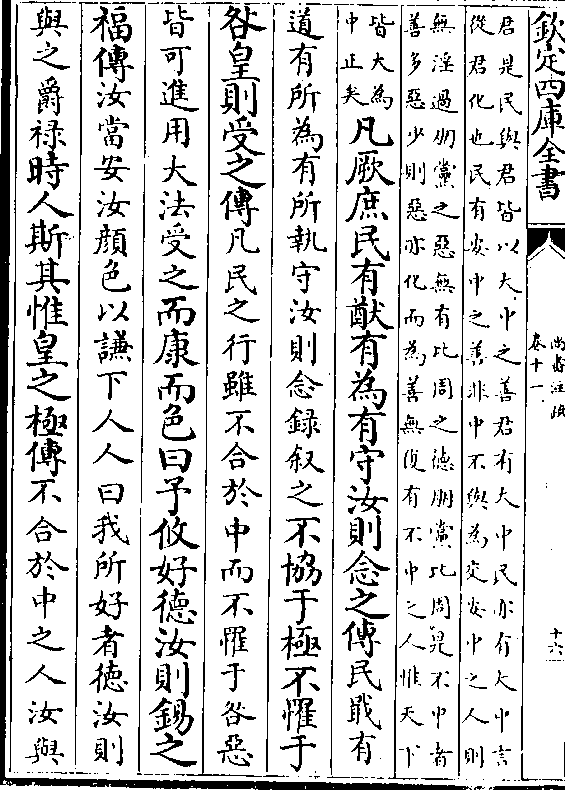 欽定四庫全書
尚書注疏
卷十一
十六
君是民與君皆以大中之善君有大中民亦有大中言
從君化也民有安中之善非中不與為交安中之人則
無淫過朋黨之惡無有比周之德朋黨比周是不中者
善多惡少則惡亦化而為善無復有不中之人惟天下
皆大為
中正矣
凡厥庶民有猷有為有守汝則念之傳民戢有
道有所為有所執守汝則念録叙之不協于極不罹于
咎皇則受之傳凡民之行雖不合於中而不罹于咎惡
皆可進用大法受之而康而色曰予攸好德汝則錫之
福傳汝當安汝顔色以謙下人人曰我所好者德汝則
與之爵禄時人斯其惟皇之極傳不合於中之人汝與